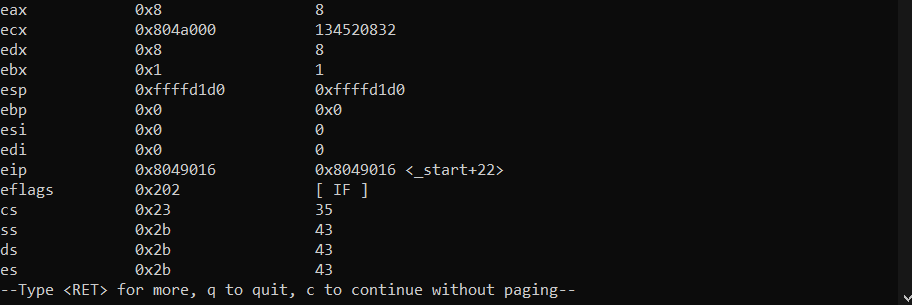 eax 0x8 8
ecx 0x804a000 134520832
edx 0x8 8
ebx 0x1 1
esp 0xffffd1d0 0xffffd1d0
ebp 0x0 0x0
esi 0x0 0
edi 0x0 0
eip 0x8049016 0x8049016 <_start+22>
eflags 0x202 [ IF ]
cs 0x23 35
ss 0x2b 43
ds 0x2b 43
es 0x2b 43
--Type <RET> for more, q to quit, c to continue without paging--